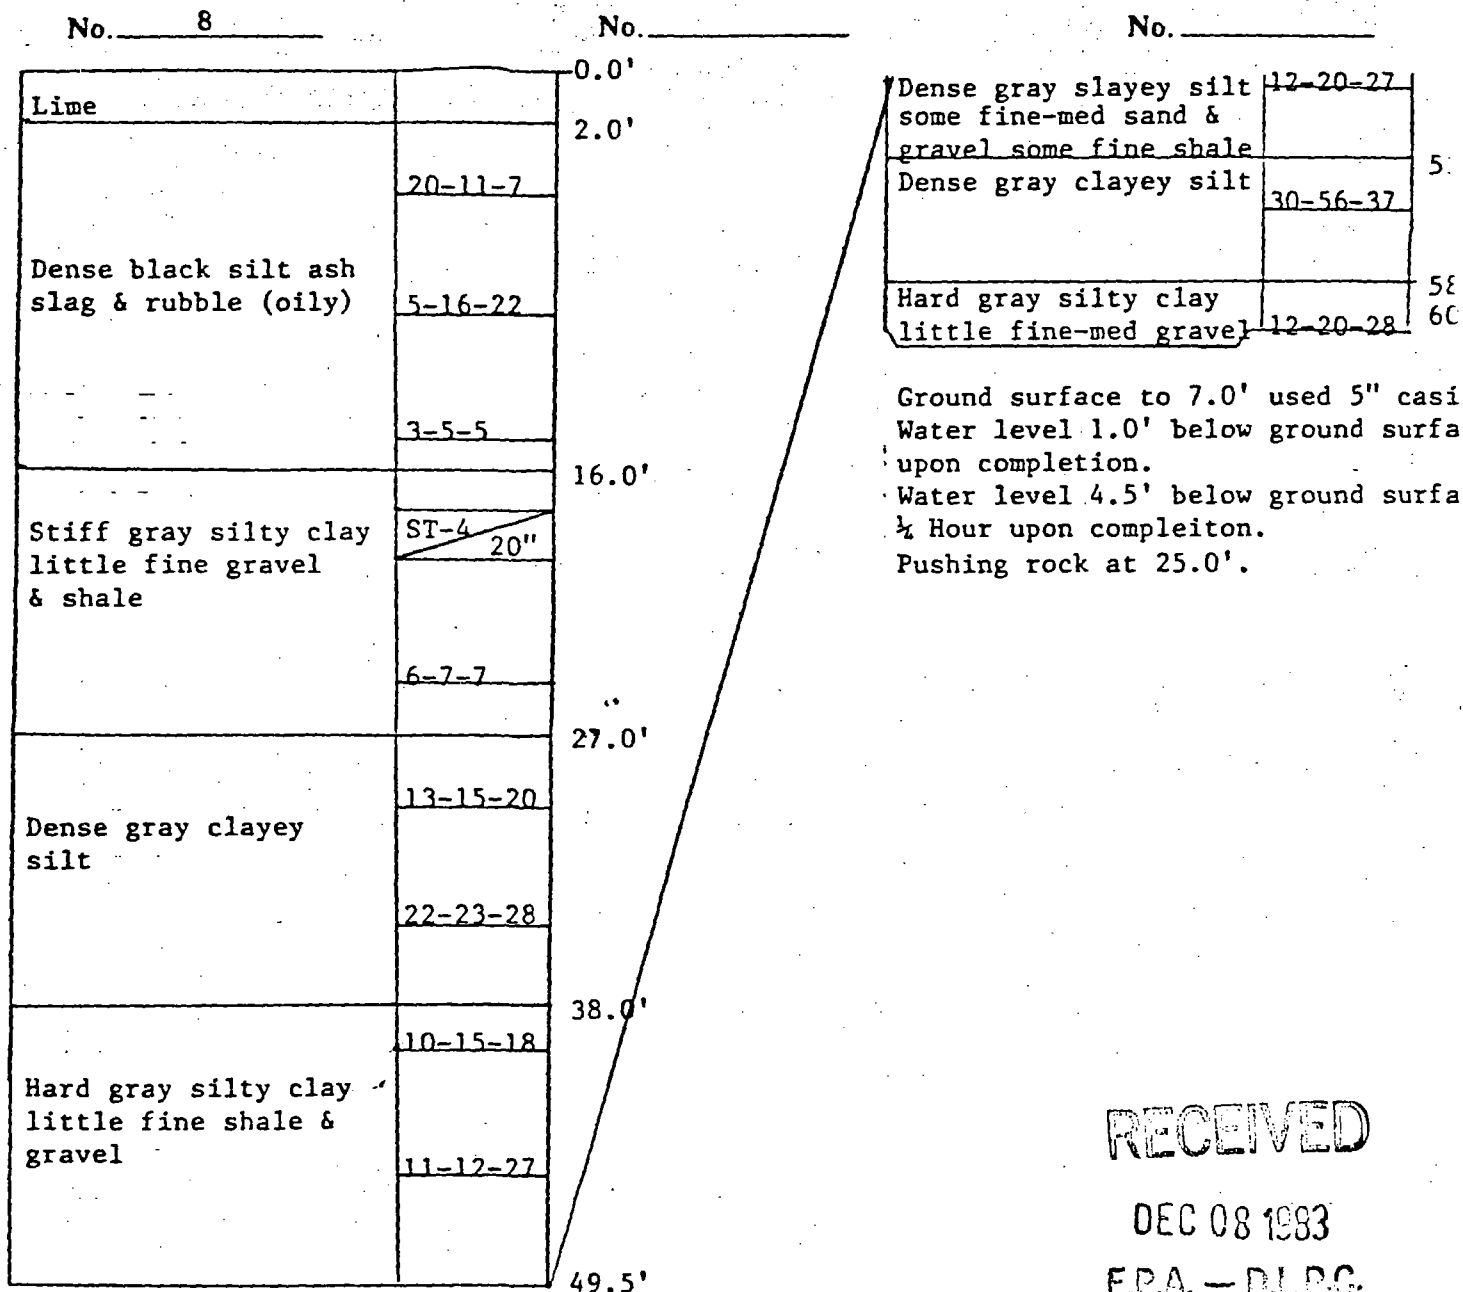 No. 8
No.
No.
0.0'
Lime
2.0'
20-11-7
Dense black silt ash
slag & rubble (oily)
5-16-22
3-5-5
16.0'
ST-4
20"
Stiff gray silty clay
little fine gravel
& shale
6-7-7
27.0'
13-15-20
Dense gray clayey
silt
22-23-28
38.0'
10-15-18
Hard gray silty clay
little fine shale &
gravel
11-12-27
49.5'
Dense gray slayey silt
some fine-med sand &
gravel some fine shale
12-20-27
Dense gray clayey silt
30-56-37
Hard gray silty clay
little fine-med gravel
12-20-28
Ground surface to 7.0' used 5" casi
Water level 1.0' below ground surfa
upon completion.
Water level 4.5' below ground surfa
Hour upon compleiton.
Pushing rock at 25.0'.
RECEIVED
DEC 08 1983
E.P.A. — D.L.P.C.